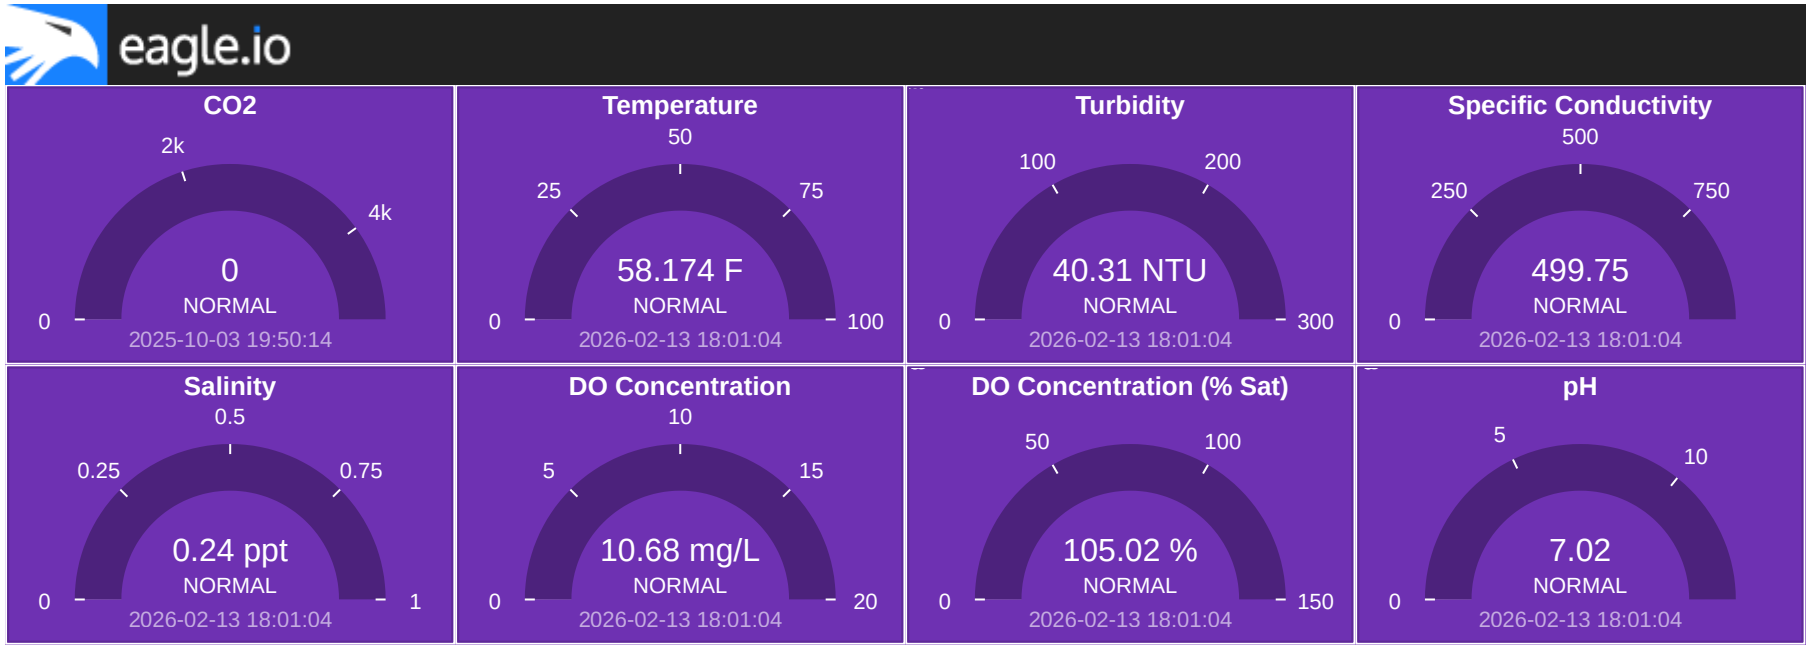 eagle.io
CO2
2k
4k
0
0
NORMAL
2025-10-03 19:50:14
Temperature
50
25
75
58.174 F
NORMAL
0
100
2026-02-13 18:01:04
Turbidity
100
200
40.31 NTU
NORMAL
0
300
2026-02-13 18:01:04
Specific Conductivity
500
250
750
499.75
NORMAL
0
2026-02-13 18:01:04
Salinity
0.5
0.25
0.75
0.24 ppt
NORMAL
0
1
2026-02-13 18:01:04
DO Concentration
10
5
15
10.68 mg/L
NORMAL
0
20
2026-02-13 18:01:04
DO Concentration (% Sat)
50
100
105.02 %
NORMAL
0
150
2026-02-13 18:01:04
pH
5
10
7.02
NORMAL
0
2026-02-13 18:01:04